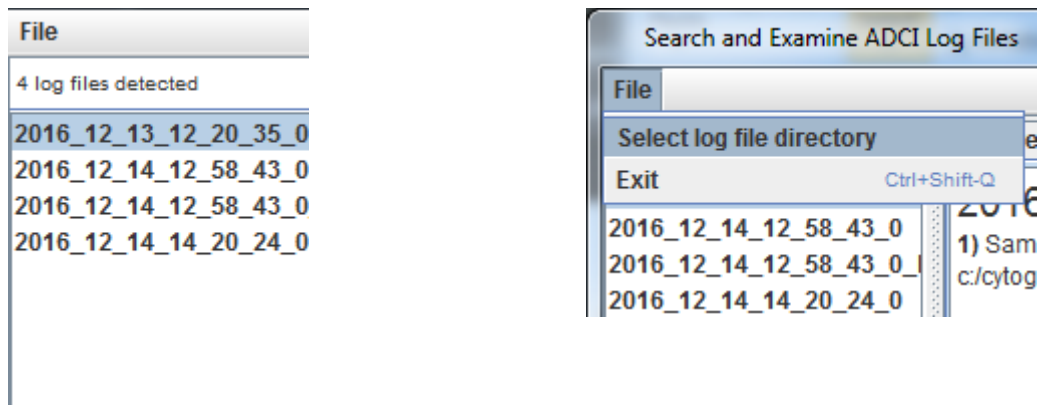 File
4 log files detected
2016_12_13_12_20_35_0
2016_12_14_12_58_43_0
2016_12_14_12_58_43_0
2016_12_14_14_20_24_0
Search and Examine ADCI Log Files
File
Select log file directory
Exit Ctrl+Shift-Q
2016_12_14_12_58_43_0
2016_12_14_12_58_43_0_
2016_12_14_14_20_24_0
2016
1) Sam
c:/cytog